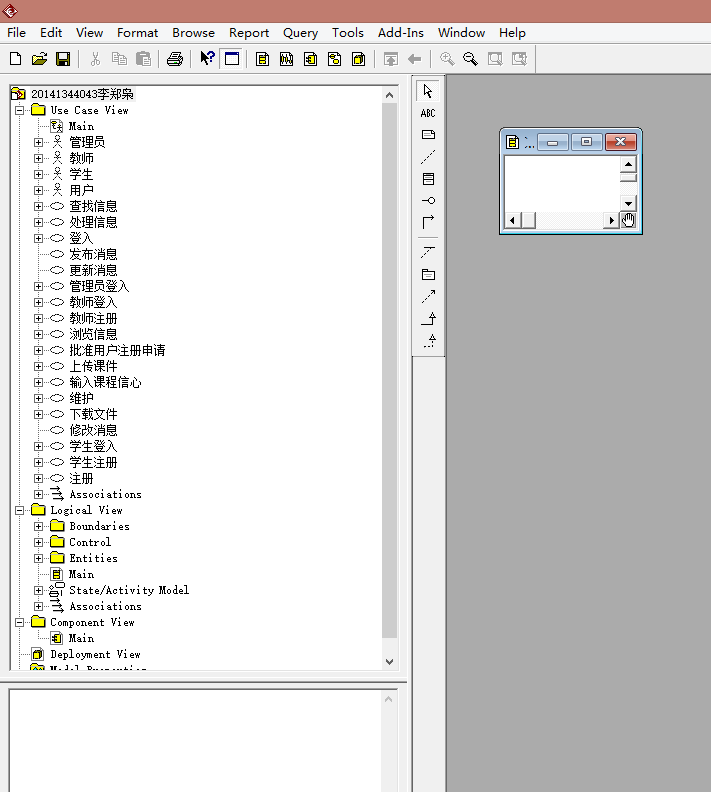 File Edit View Format Browse Report Query Tools Add-Ins Window Help
ABC
20141344043李郑枭
Use Case View
Main
管理员
教师
学生
用户
查找信息
处理信息
登入
发布消息
更新消息
管理员登入
教师登入
教师注册
浏览信息
批准用户注册申请
上传课件
输入课程信心
维护
下载文件
修改消息
学生登入
学生注册
注册
Associations
Logical View
Boundaries
Control
Entities
Main
State/Activity Model
Associations
Component View
Main
Deployment View
Model Properties
...